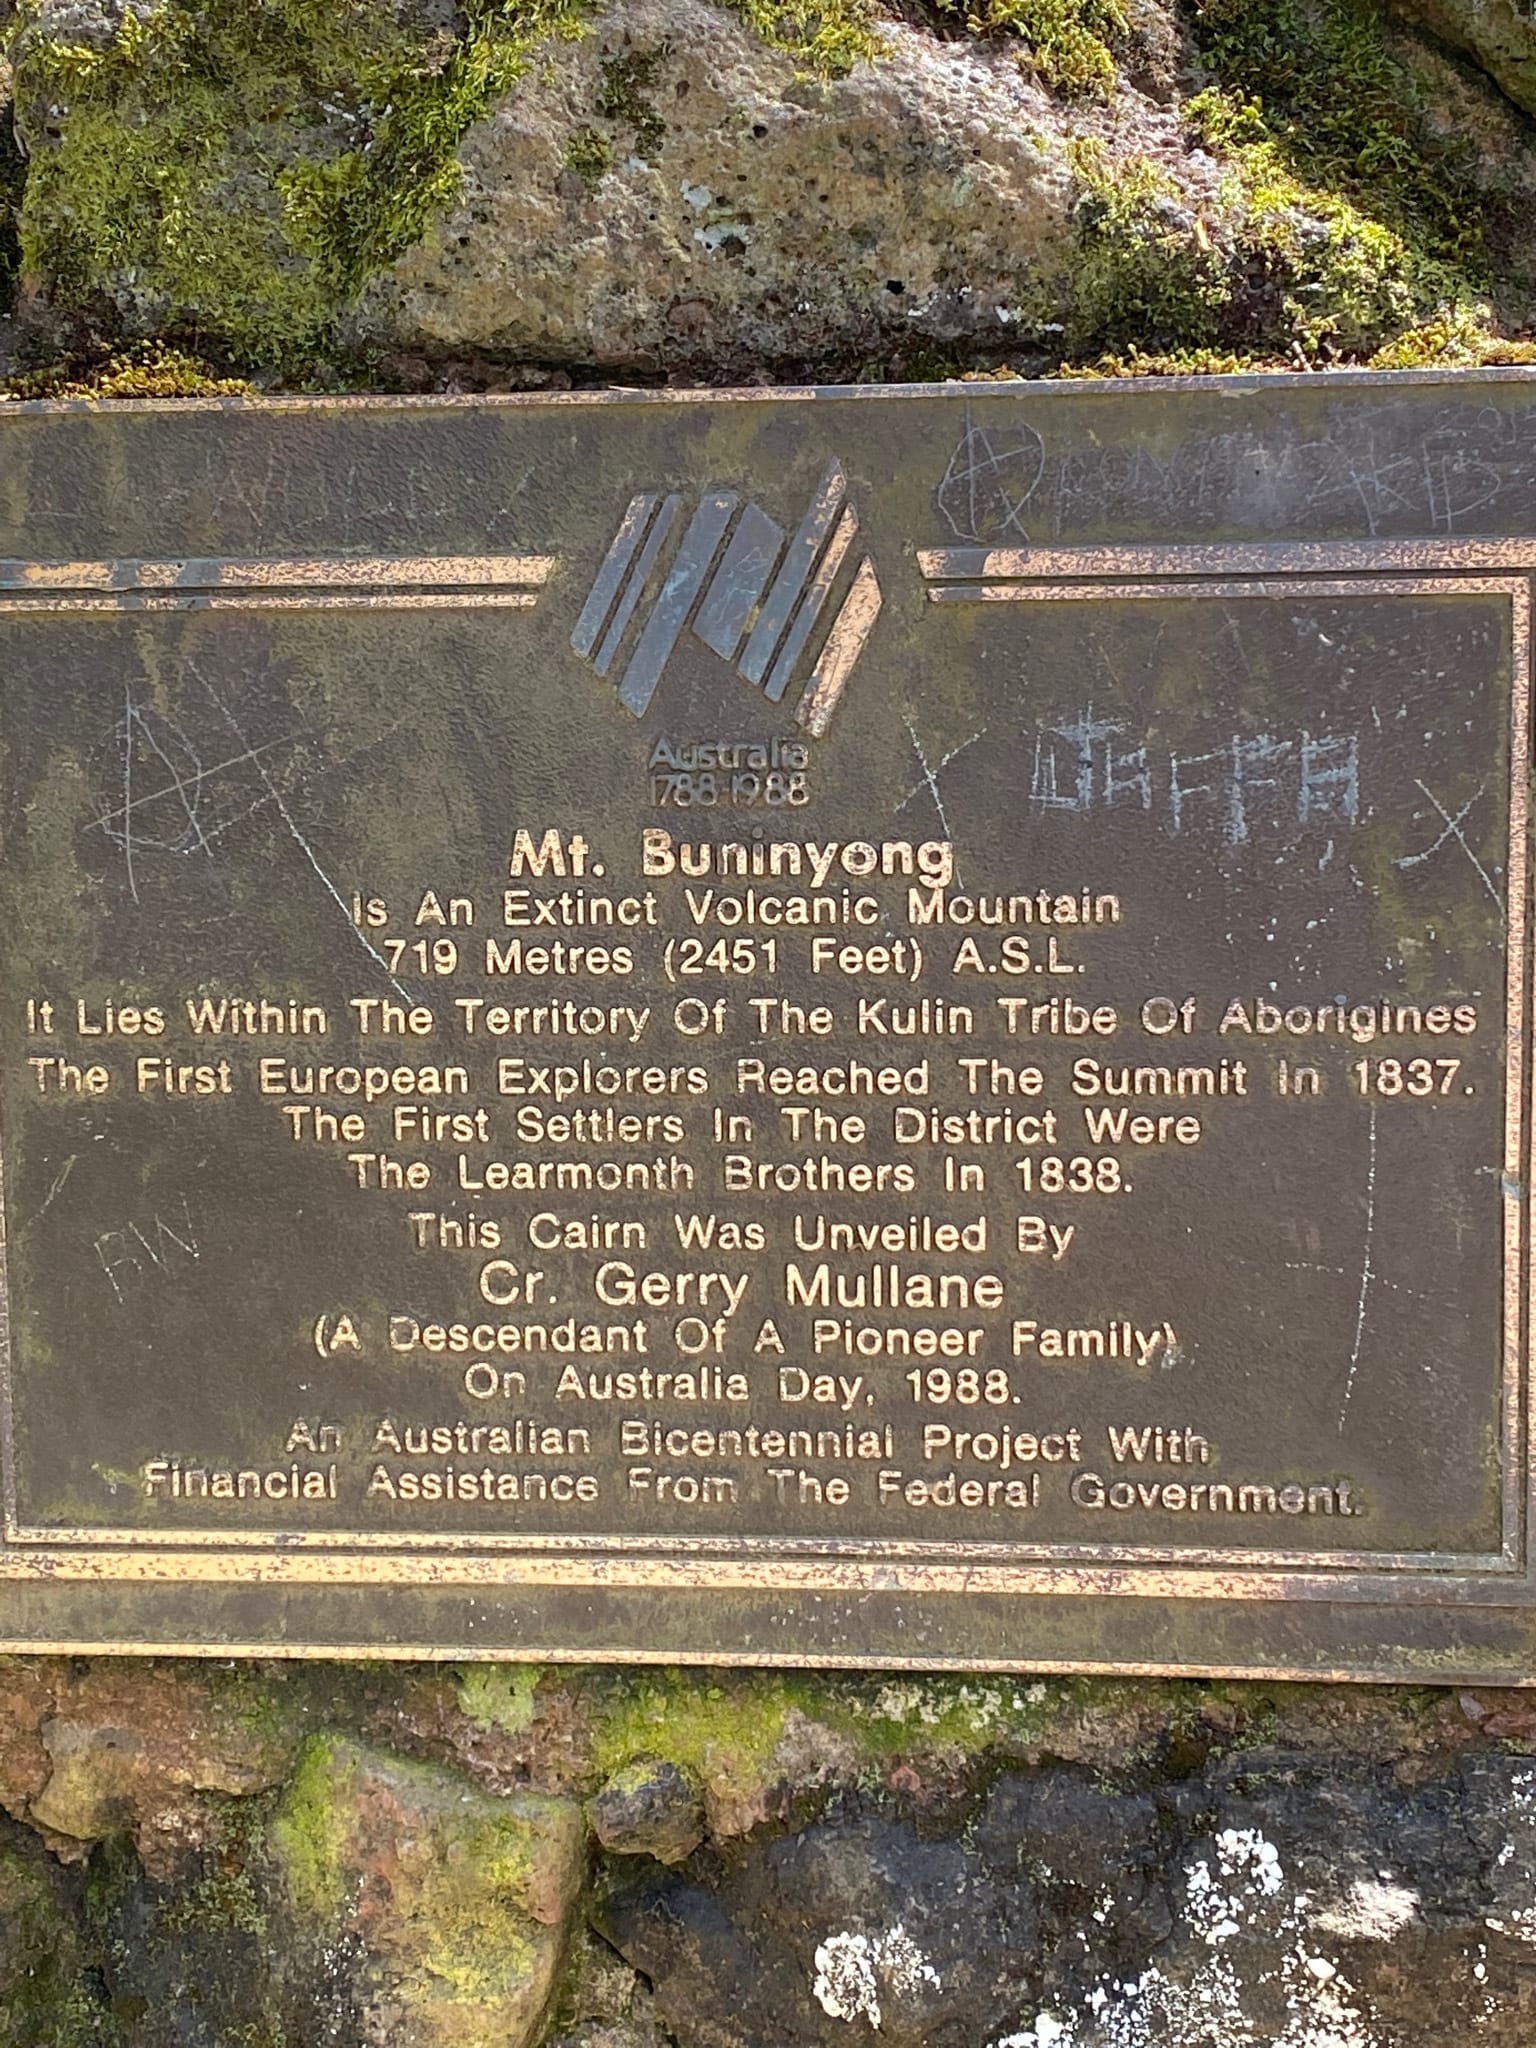 Australia
1788-1988
JAFFA
Mt. Buninyong
Is An Extinct Volcanic Mountain
719 Metres (2451 Feet) A.S.L.
It Lies Within The Territory Of The Kulin Tribe Of Aborigines
The First European Explorers Reached The Summit In 1837.
The First Settlers In The District Were
The Learmonth Brothers In 1838.
This Cairn Was Unveiled By
Cr. Gerry Mullane
(A Descendant Of A Pioneer Family)
On Australia Day, 1988.
An Australian Bicentennial Project With
Financial Assistance From The Federal Government.